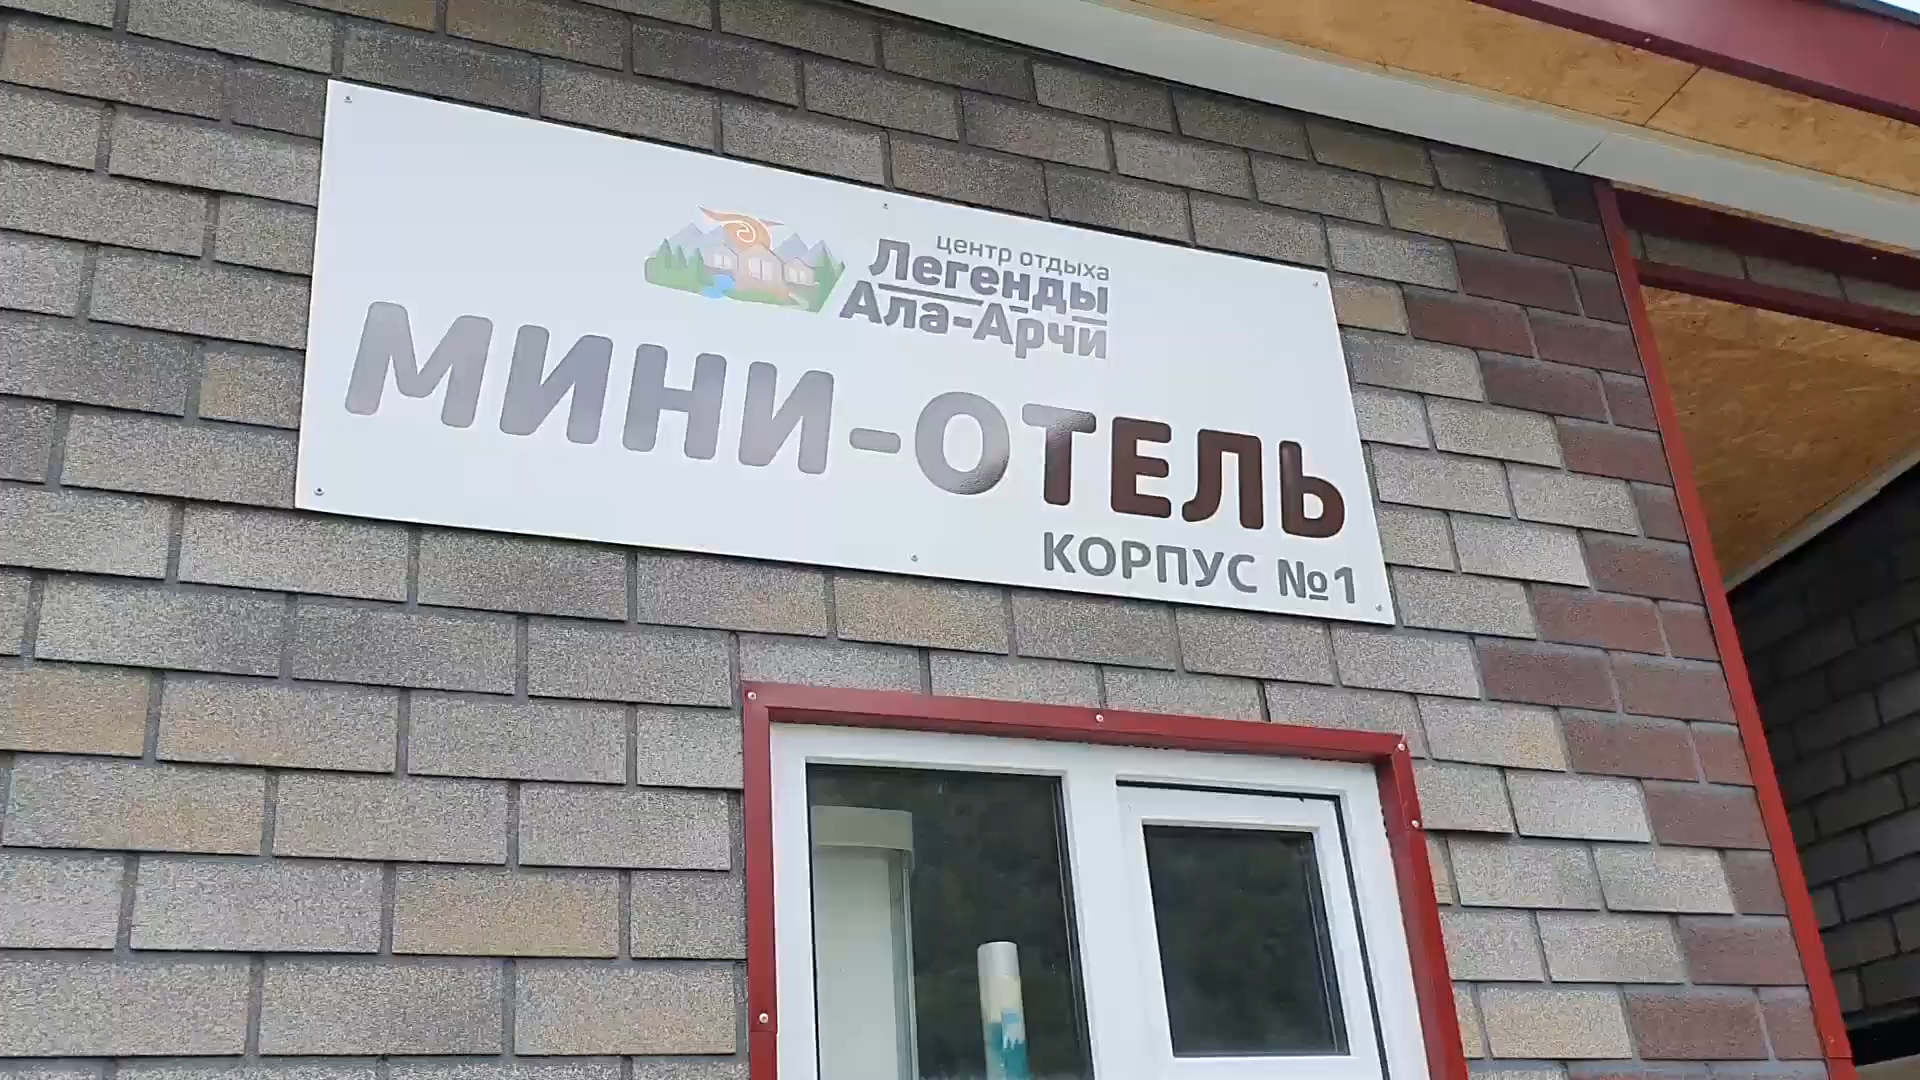 центр отдыха
Легенды
Ала-Арчи
МИНИ-ОТЕЛЬ
КОРПУС №1